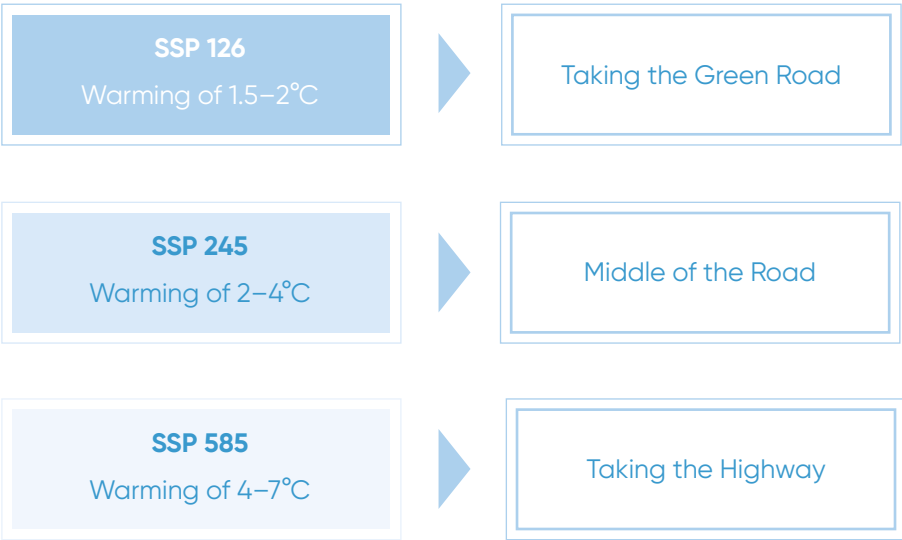 SSP 126
Warming of 1.5–2°C
Taking the Green Road
SSP 245
Warming of 2–4°C
Middle of the Road
SSP 585
Warming of 4–7°C
Taking the Highway